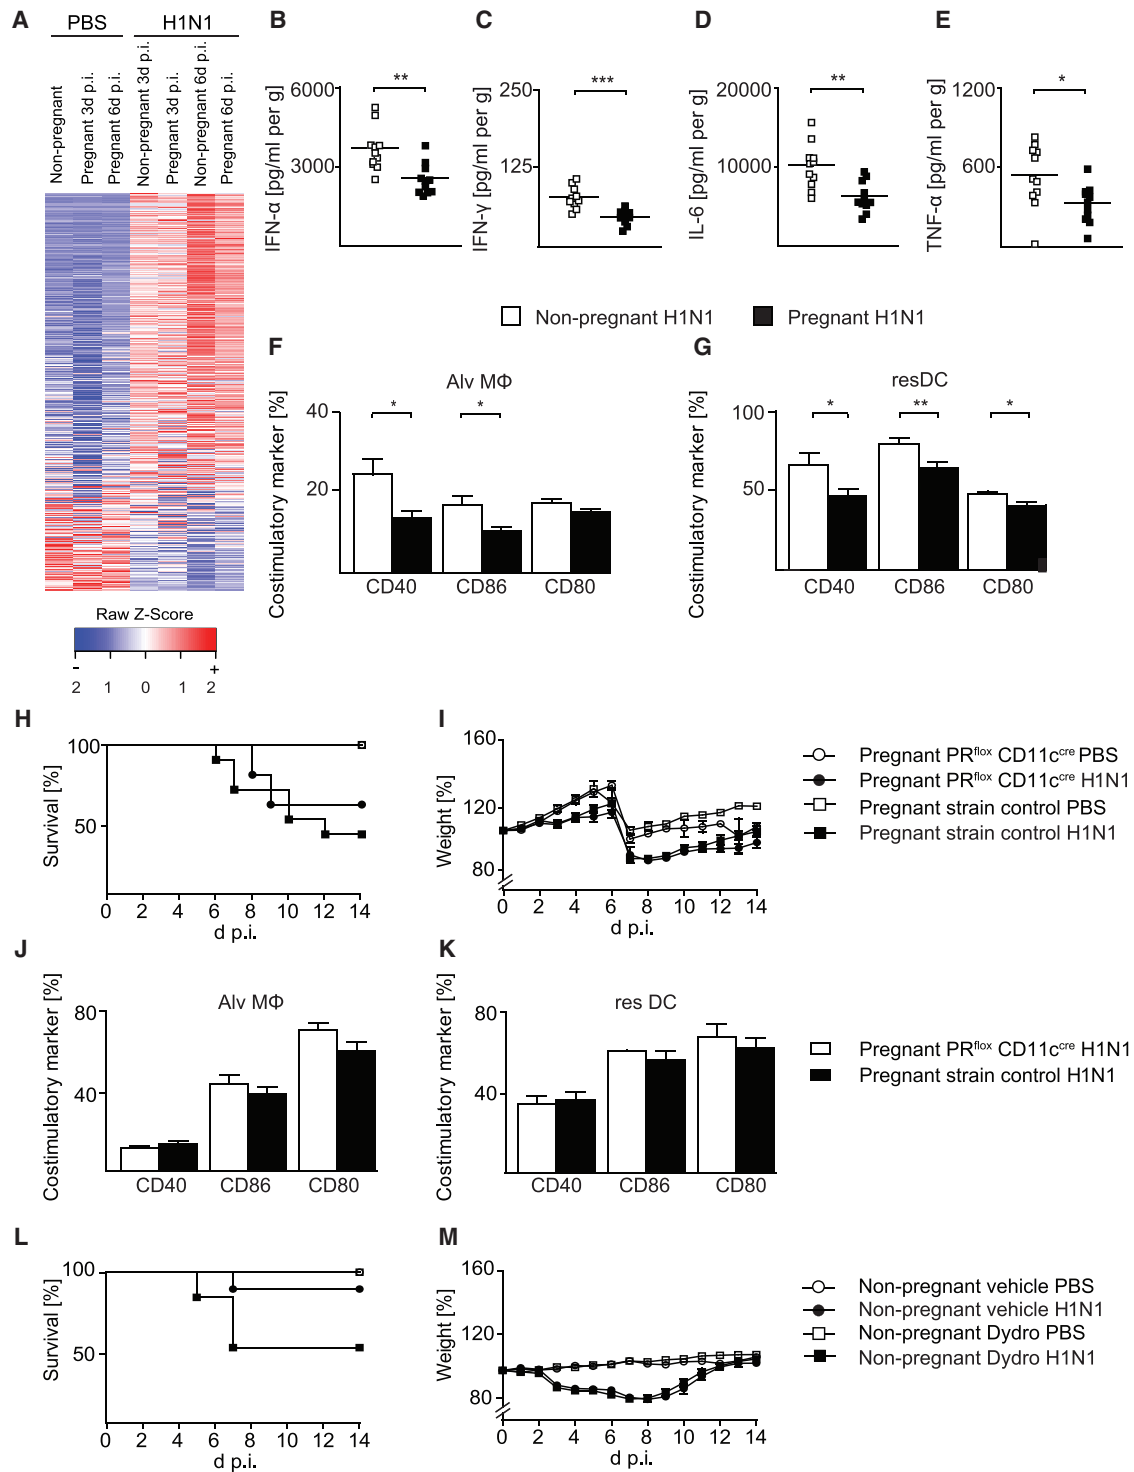 A
PBS
H1N1
Non-pregnant
Pregnant 3d p.i.
Pregnant 6d p.i.
Non-pregnant 3d p.i.
Pregnant 3d p.i.
Non-pregnant 6d p.i.
Pregnant 6d p.i.
Raw Z-Score
- +
2 1 0 1 2
B
IFN-α [pg/ml per g]
6000
3000
**
C
IFN-γ [pg/ml per g]
250
125
***
D
IL-6 [pg/ml per g]
20000
10000
**
E
TNF-α [pg/ml per g]
1200
600
*
Non-pregnant H1N1
Pregnant H1N1
F
Alv MΦ
Costimulatory marker [%]
40
20
* *
CD40 CD86 CD80
G
resDC
Costimulatory marker [%]
100
50
* ** *
CD40 CD86 CD80
H
Survival [%]
100
50
0 2 4 6 8 10 12 14
d p.i.
I
Weight [%]
160
120
80
0 2 4 6 8 10 12 14
d p.i.
Pregnant PRflox CD11ccre PBS
Pregnant PRflox CD11ccre H1N1
Pregnant strain control PBS
Pregnant strain control H1N1
J
Alv MΦ
Costimulatory marker [%]
80
40
CD40 CD86 CD80
K
res DC
Costimulatory marker [%]
80
40
CD40 CD86 CD80
Pregnant PRflox CD11ccre H1N1
Pregnant strain control H1N1
L
Survival [%]
100
50
0 2 4 6 8 10 12 14
d p.i.
M
Weight [%]
160
120
80
0 2 4 6 8 10 12 14
d p.i.
Non-pregnant vehicle PBS
Non-pregnant vehicle H1N1
Non-pregnant Dydro PBS
Non-pregnant Dydro H1N1